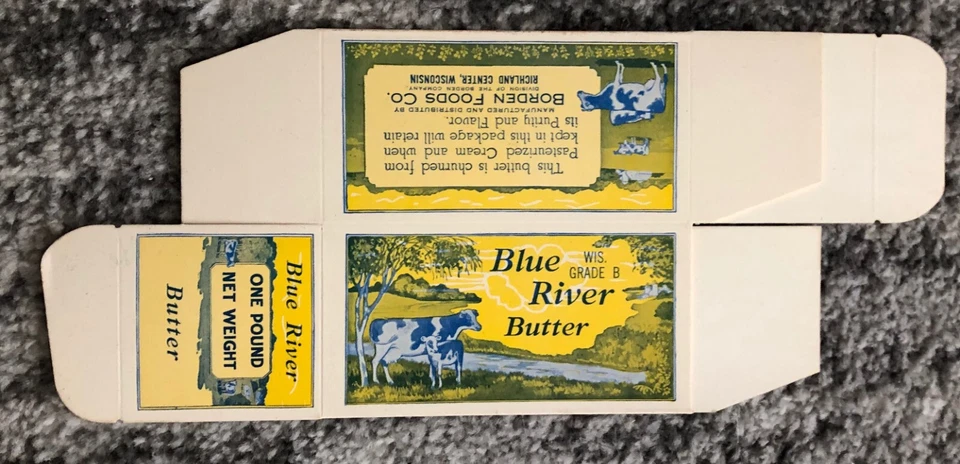 This butter is churned from
Pasteurized Cream and when
kept in this package will retain
its Purity and Flavor.
MANUFACTURED AND DISTRIBUTED BY
BORDEN FOODS CO.
DIVISION OF THE BORDEN COMPANY
RICHLAND CENTER, WISCONSIN
Blue River
ONE POUND
NET WEIGHT
Butter
Blue
WIS.
GRADE B
River
Butter